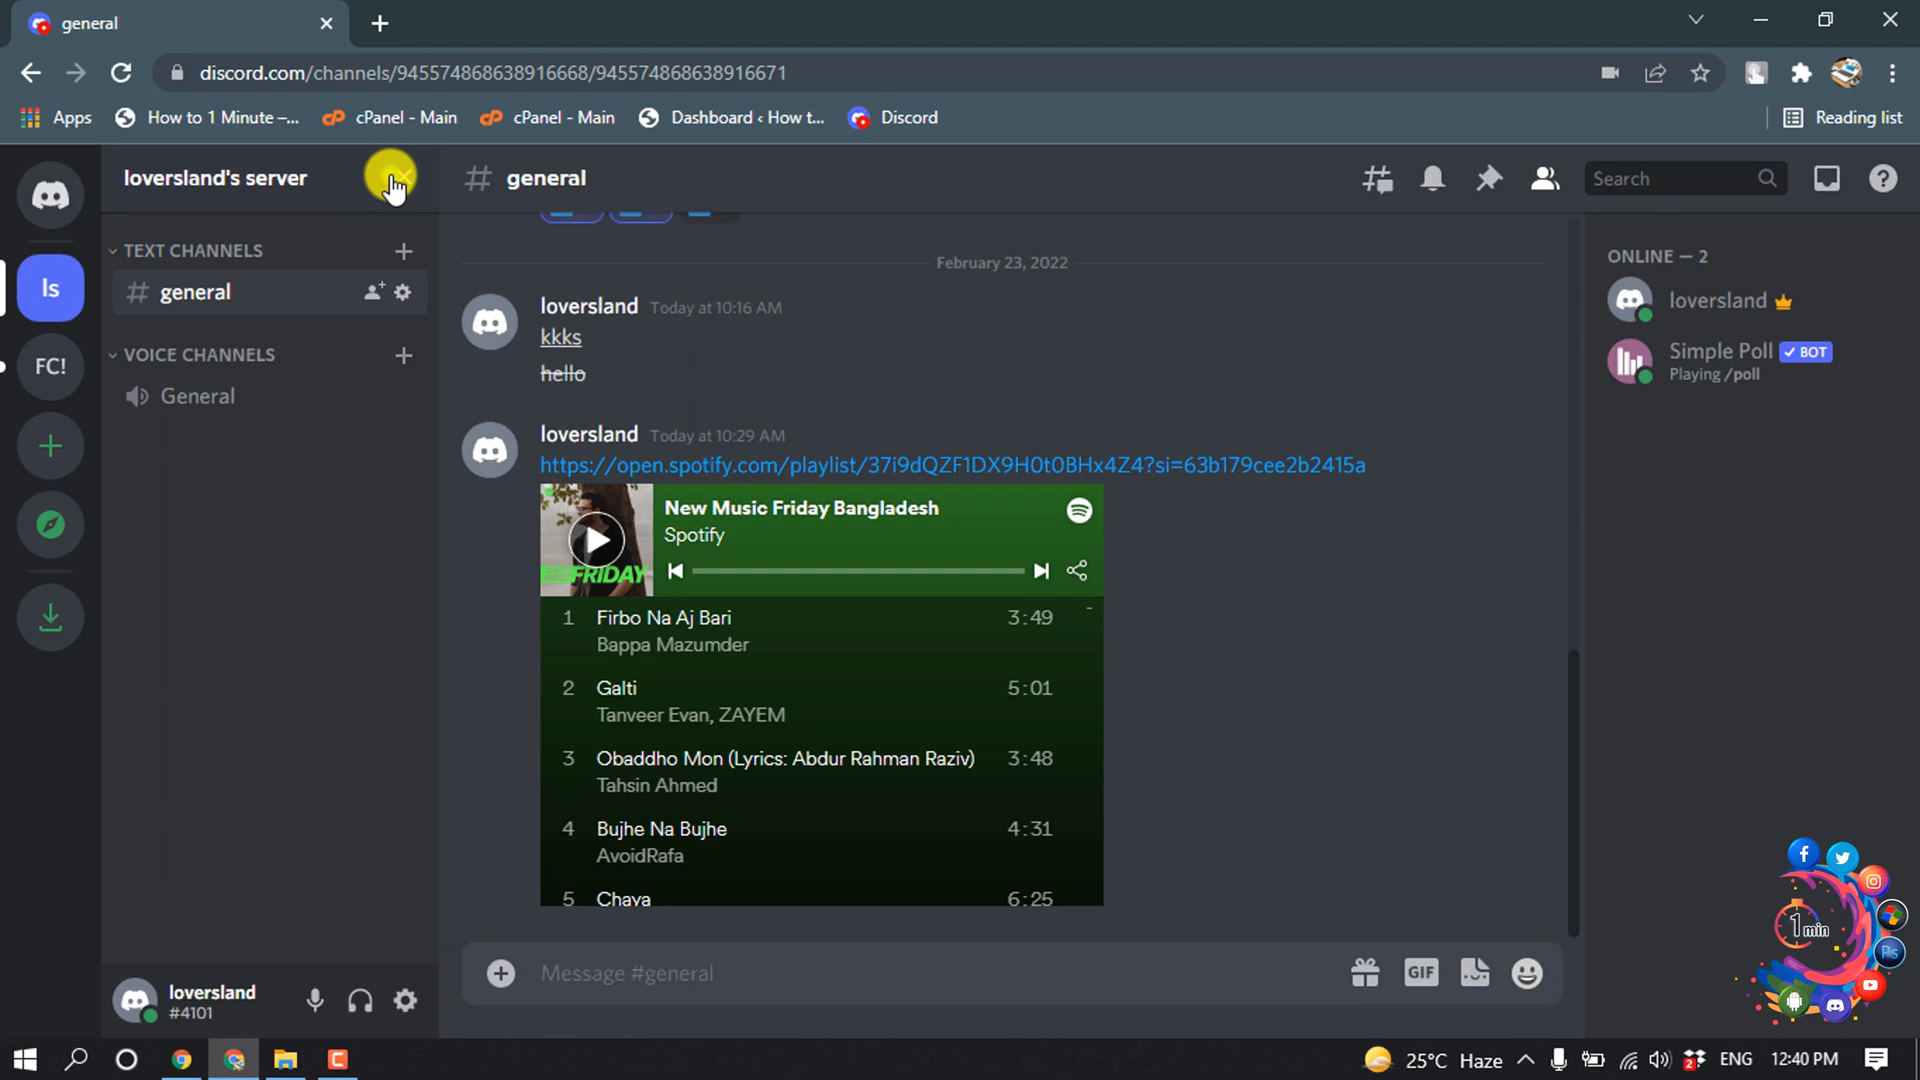 general
discord.com/channels/945574868638916668/945574868638916671
Apps
How to 1 Minute –...
cPanel - Main
cPanel - Main
Dashboard ‹ How t...
Discord
Reading list
loversland's server
general
Search
TEXT CHANNELS
general
VOICE CHANNELS
General
ls
FC!
February 23, 2022
loversland Today at 10:16 AM
kkks
hello
loversland Today at 10:29 AM
https://open.spotify.com/playlist/37i9dQZF1DX9H0t0BHx4Z4?si=63b179cee2b2415a
New Music Friday Bangladesh
Spotify
FRIDAY
1 Firbo Na Aj Bari 3:49
Bappa Mazumder
2 Galti 5:01
Tanveer Evan, ZAYEM
3 Obaddho Mon (Lyrics: Abdur Rahman Raziv) 3:48
Tahsin Ahmed
4 Bujhe Na Bujhe 4:31
AvoidRafa
5 Chaya 6:25
Message #general
GIF
ONLINE — 2
loversland
Simple Poll BOT
Playing /poll
1 min
Ps
loversland
#4101
25°C Haze
2
ENG
12:40 PM